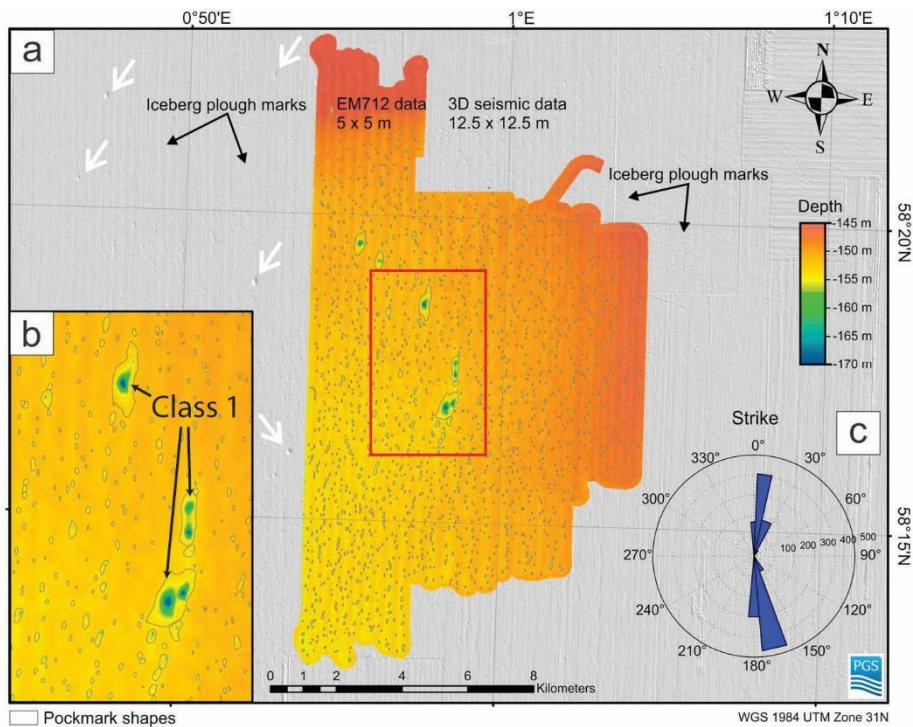 0°50'E
1°E
1°10'E
a
Iceberg plough marks
EM712 data
5 x 5 m
3D seismic data
12.5 x 12.5 m
N
W
E
S
Iceberg plough marks
Depth
-145 m
-150 m
-155 m
-160 m
-165 m
-170 m
58°20'N
58°15'N
b
Class 1
c
Strike
0°
30°
60°
90°
120°
150°
180°
210°
240°
270°
300°
330°
100 200 300 400 500
0 1 2 4 6 8
Kilometers
PGS
Pockmark shapes
WGS 1984 UTM Zone 31N